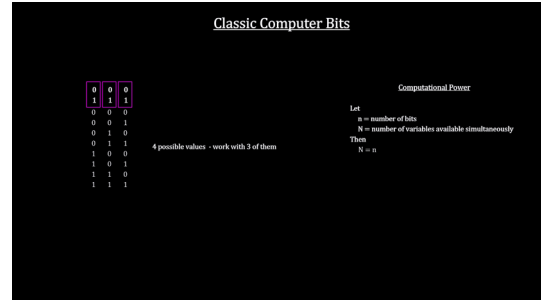 Classic Computer Bits
0 0 0
1 1 1
0 0 0
0 0 1
0 1 0
0 1 1
1 0 0
1 0 1
1 1 0
1 1 1
4 possible values - work with 3 of them
Computational Power
Let
n = number of bits
N = number of variables available simultaneously
Then
N = n